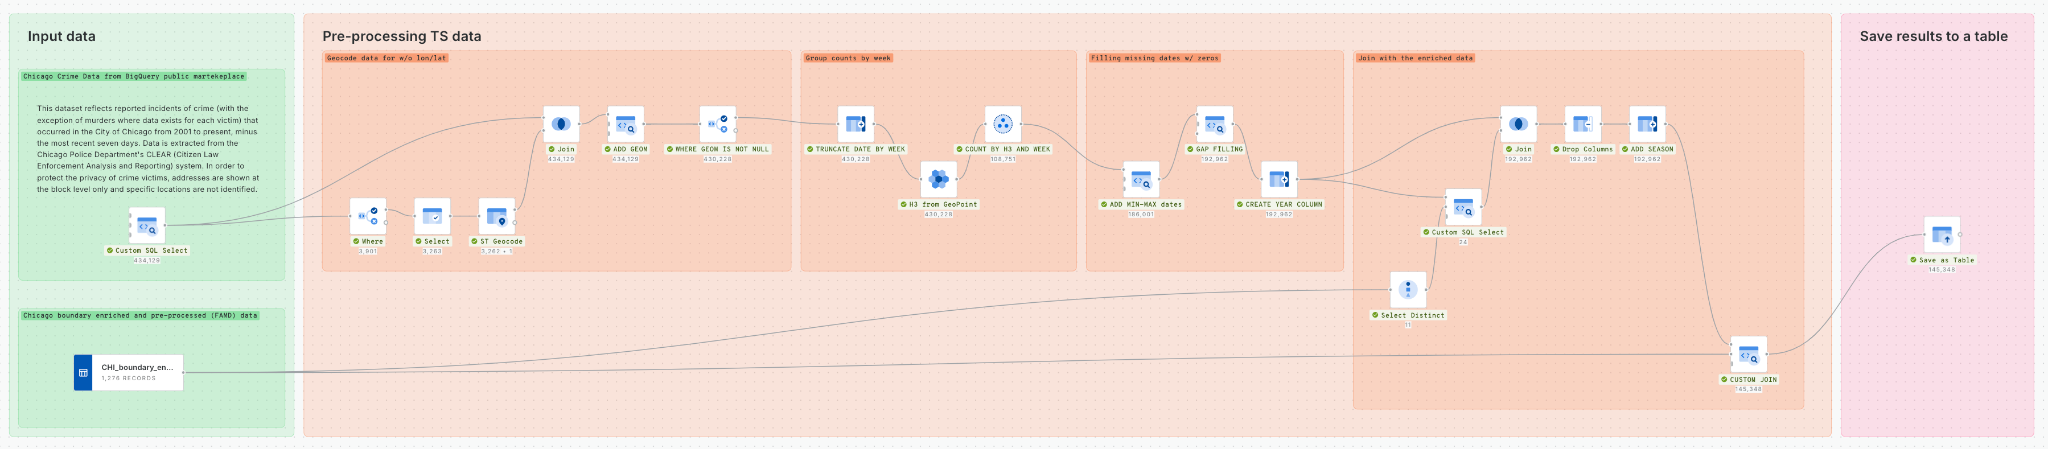 Input data
Chicago Crime Data from BigQuery public martekeplace
This dataset reflects reported incidents of crime (with the
exception of murders where data exists for each victim) that
occurred in the City of Chicago from 2001 to present, minus
the most recent seven days. Data is extracted from the
Chicago Police Department's CLEAR (Citizen Law
Enforcement Analysis and Reporting) system. In order to
protect the privacy of crime victims, addresses are shown at
the block level only and specific locations are not identified.
Custom SQL Select
434,129
Chicago boundary enriched and pre-processed (FAMD) data
CHI_boundary_en...
1,276 RECORDS
Pre-processing TS data
Geocode data for w/o lon/lat
Join
434,129
ADD GEOM
434,129
WHERE GEOM IS NOT NULL
430,228
Where
3,901
Select
3,262
ST Geocode
3,262 + 1
Group counts by week
TRUNCATE DATE BY WEEK
430,228
COUNT BY H3 AND WEEK
108,751
H3 from GeoPoint
430,228
Filling missing dates w/ zeros
GAP FILLING
192,962
ADD MIN-MAX dates
CREATE YEAR COLUMN
192,962
Join with the enriched data
Join
192,962
Drop Columns
192,962
ADD SEASON
192,962
Custom SQL Select
24
Select Distinct
11
CUSTOM JOIN
145,348
Save results to a table
Save as Table
145,348